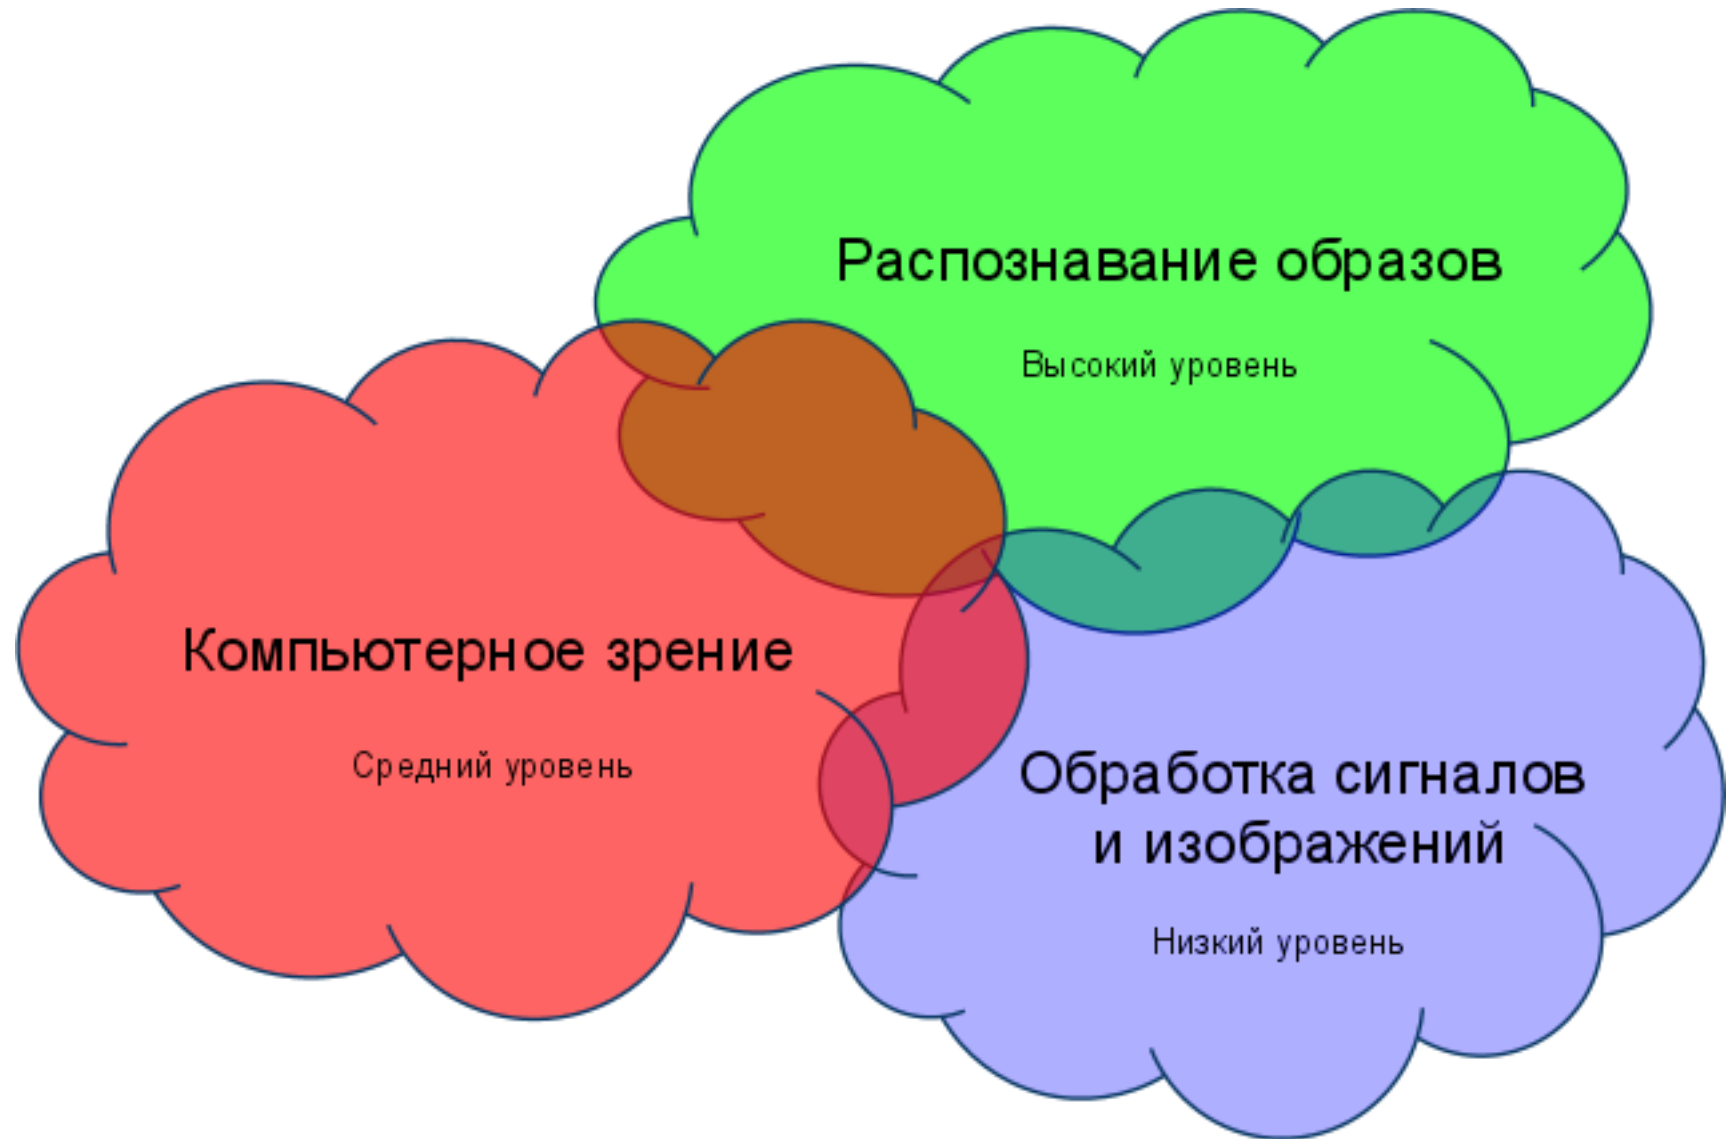 Распознавание образов
Высокий уровень
Компьютерное зрение
Средний уровень
Обработка сигналов
и изображений
Низкий уровень